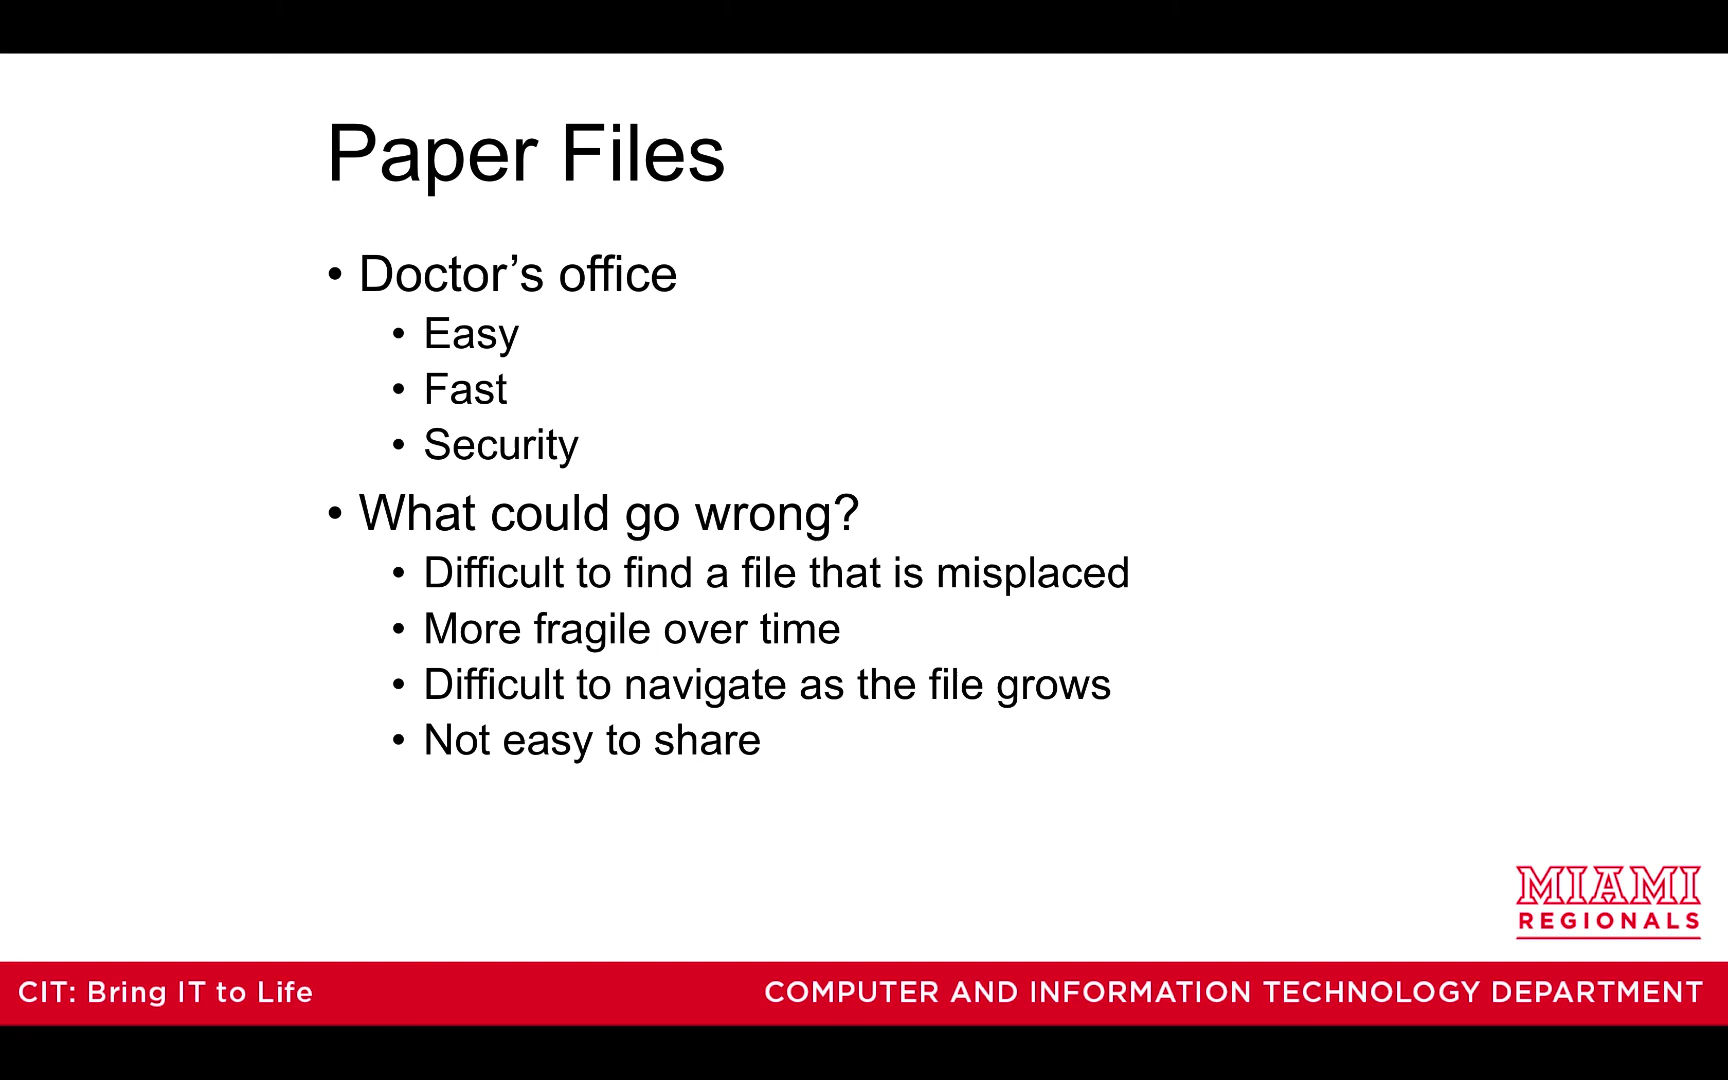 Paper Files
• Doctor’s office
• Easy
• Fast
• Security
• What could go wrong?
• Difficult to find a file that is misplaced
• More fragile over time
• Difficult to navigate as the file grows
• Not easy to share
MIAMI
REGIONALS
CIT: Bring IT to Life
COMPUTER AND INFORMATION TECHNOLOGY DEPARTMENT